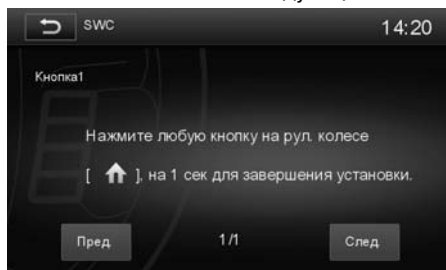 SWC 14:20
Кнопка1
Нажмите любую кнопку на рул. колесе
[ ], на 1 сек для завершения установки.
Пред. 1/1 След.